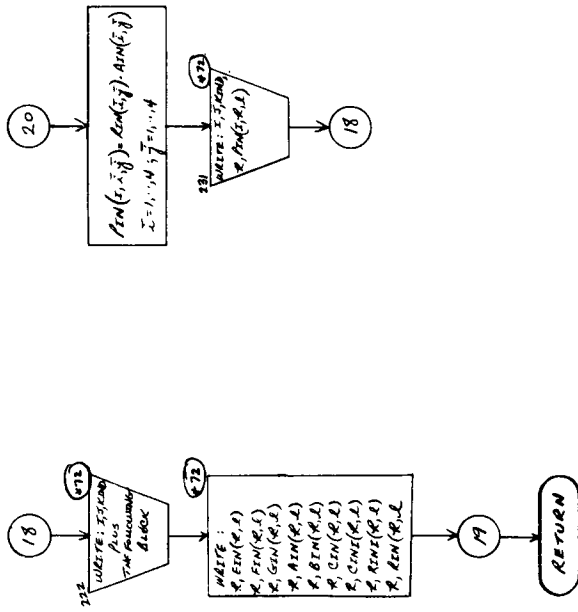 20
PIN(I,ī,j̄) = RIN(ī,j̄) - AIN(ī,j̄)
ī=1,...,4; j̄=1,...,4
231
*72
WRITE: I,J,KIND,
k, PIN(I,k,l)
18
18
222
*72
WRITE: I,J,KIND
PLUS
THE FOLLOWING
BLOCK
*72
WRITE:
k, EIN(k,l)
k, FIN(k,l)
k, GIN(k,l)
k, AIN(k,l)
k, BIN(k,l)
k, CIN(k,l)
k, CINI(k,l)
k, RINI(k,l)
k, RIN(k,l
19
RETURN